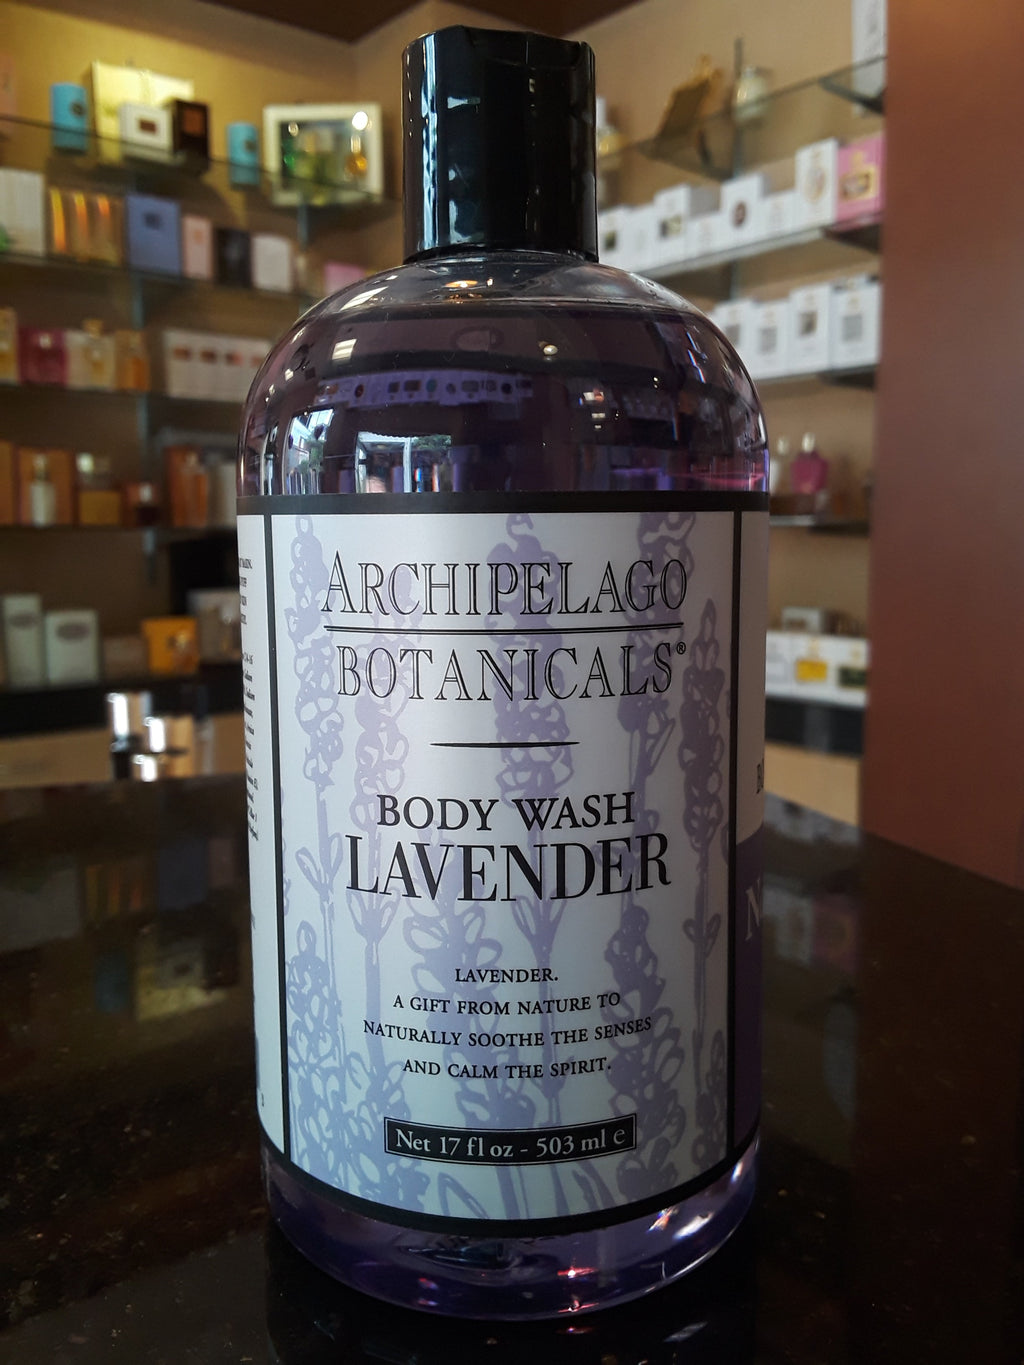 ARCHIPELAGO
BOTANICALS®
BODY WASH
LAVENDER
LAVENDER.
A GIFT FROM NATURE TO
NATURALLY SOOTHE THE SENSES
AND CALM THE SPIRIT.
Net 17 fl oz - 503 ml e